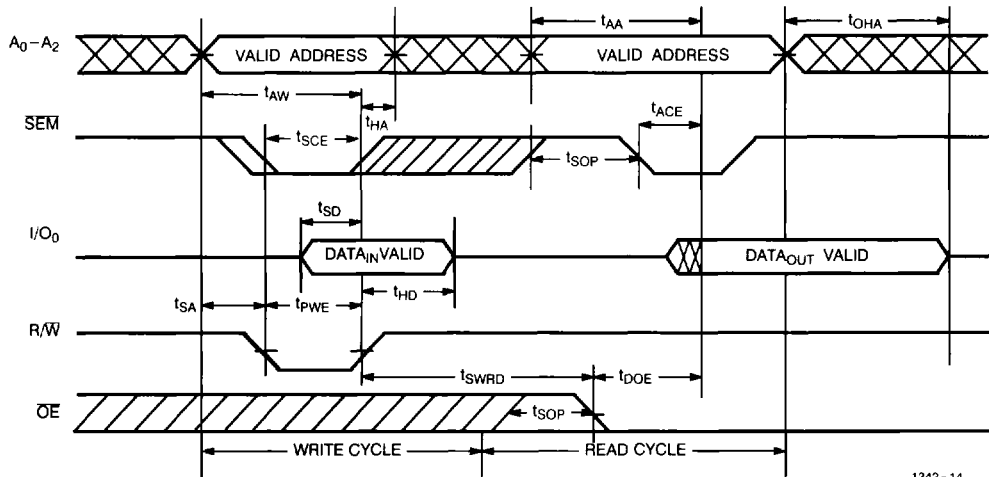 tAA
tOHA
A0–A2
VALID ADDRESS
VALID ADDRESS
tAW
tHA
tACE
SEM
tSCE
tSOP
tSD
I/O0
DATAIN VALID
DATAOUT VALID
tSA
tPWE
tHD
R/W
tSWRD
tDOE
OE
tSOP
WRITE CYCLE
READ CYCLE